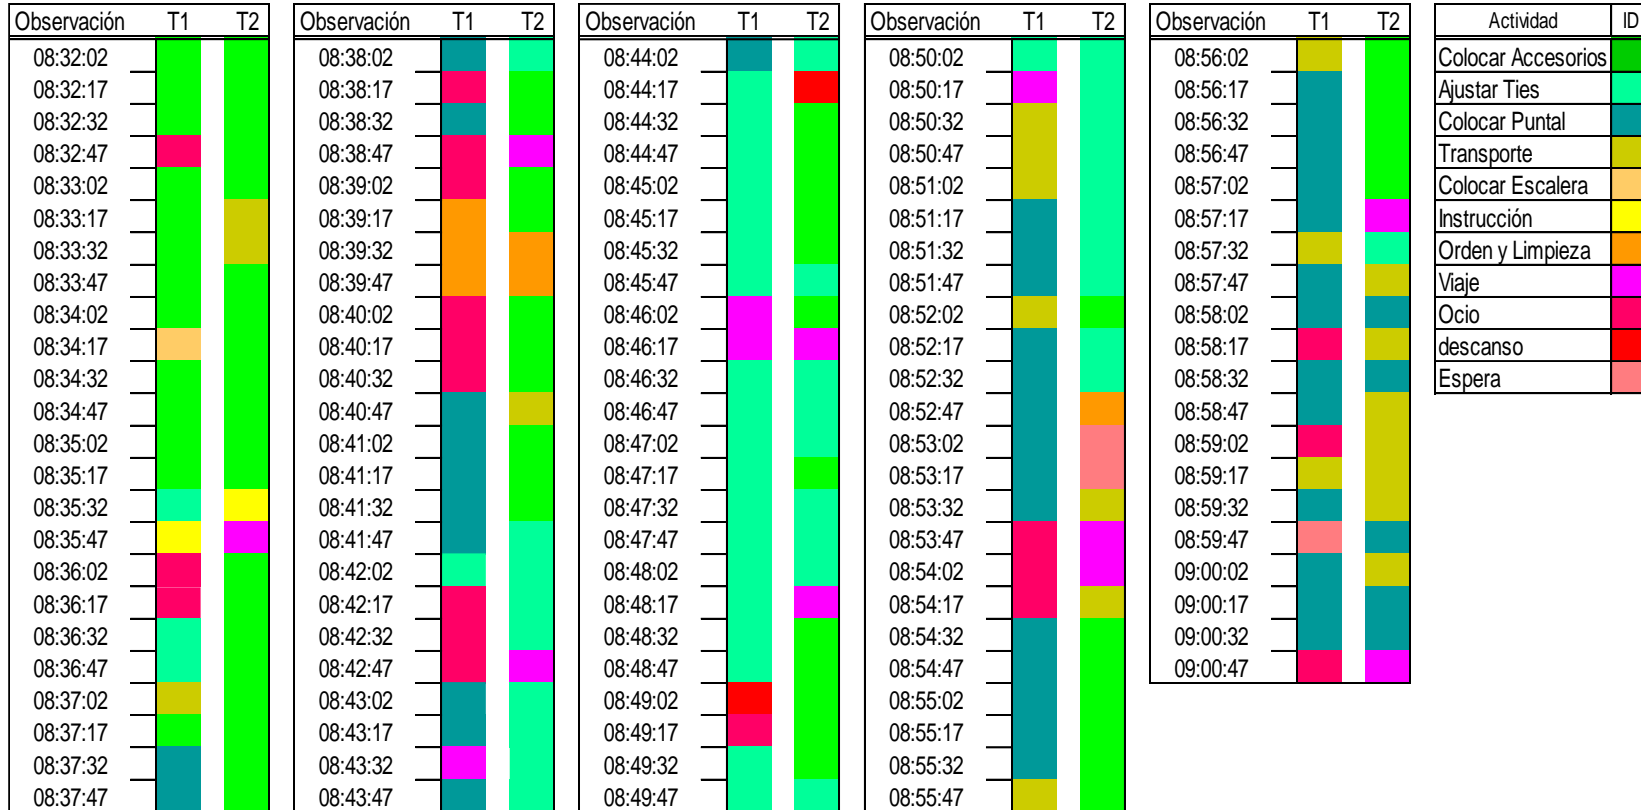 Observación T1 T2 Observación T1 T2 Observación T1 T2 Observación T1 T2 Observación T1 T2 Actividad ID
08:32:02 08:38:02 08:44:02 08:50:02 08:56:02 Colocar Accesorios
08:32:17 08:38:17 08:44:17 08:50:17 08:56:17 Ajustar Ties
08:32:32 08:38:32 08:44:32 08:50:32 08:56:32 Colocar Puntal
08:32:47 08:38:47 08:44:47 08:50:47 08:56:47 Transporte
08:33:02 08:39:02 08:45:02 08:51:02 08:57:02 Colocar Escalera
08:33:17 08:39:17 08:45:17 08:51:17 08:57:17 Instrucción
08:33:32 08:39:32 08:45:32 08:51:32 08:57:32 Orden y Limpieza
08:33:47 08:39:47 08:45:47 08:51:47 08:57:47 Viaje
08:34:02 08:40:02 08:46:02 08:52:02 08:58:02 Ocio
08:34:17 08:40:17 08:46:17 08:52:17 08:58:17 descanso
08:34:32 08:40:32 08:46:32 08:52:32 08:58:32 Espera
08:34:47 08:40:47 08:46:47 08:52:47 08:58:47
08:35:02 08:41:02 08:47:02 08:53:02 08:59:02
08:35:17 08:41:17 08:47:17 08:53:17 08:59:17
08:35:32 08:41:32 08:47:32 08:53:32 08:59:32
08:35:47 08:41:47 08:47:47 08:53:47 08:59:47
08:36:02 08:42:02 08:48:02 08:54:02 09:00:02
08:36:17 08:42:17 08:48:17 08:54:17 09:00:17
08:36:32 08:42:32 08:48:32 08:54:32 09:00:32
08:36:47 08:42:47 08:48:47 08:54:47 09:00:47
08:37:02 08:43:02 08:49:02 08:55:02
08:37:17 08:43:17 08:49:17 08:55:17
08:37:32 08:43:32 08:49:32 08:55:32
08:37:47 08:43:47 08:49:47 08:55:47